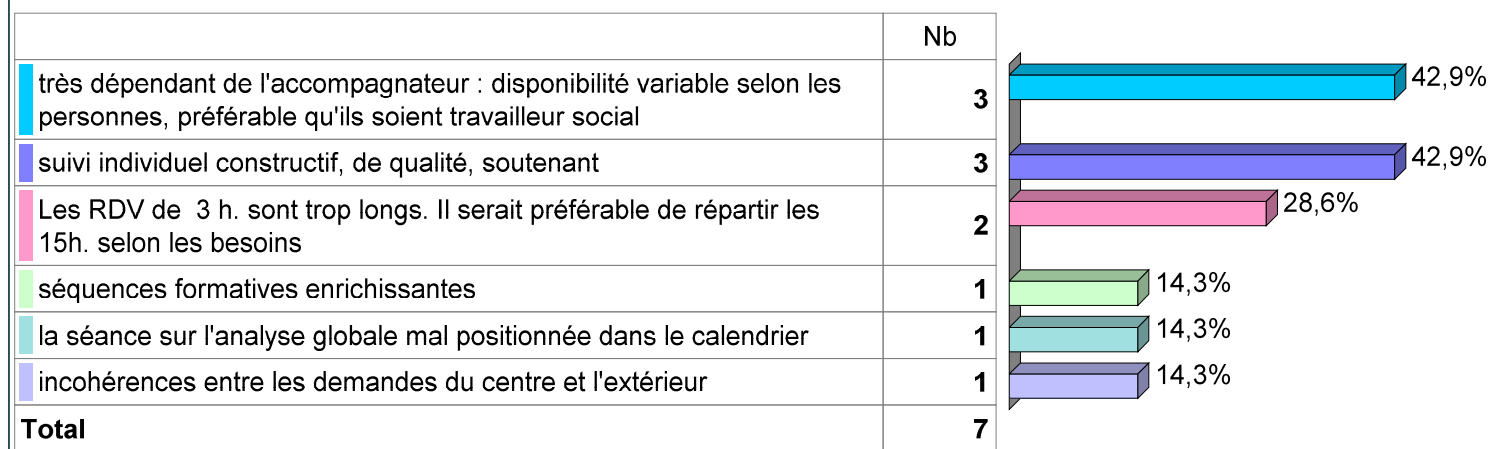 Nb
très dépendant de l'accompagnateur : disponibilité variable selon les
personnes, préférable qu'ils soient travailleur social
3
42,9%
suivi individuel constructif, de qualité, soutenant
3
42,9%
Les RDV de  3 h. sont trop longs. Il serait préférable de répartir les
15h. selon les besoins
2
28,6%
séquences formatives enrichissantes
1
14,3%
la séance sur l'analyse globale mal positionnée dans le calendrier
1
14,3%
incohérences entre les demandes du centre et l'extérieur
1
14,3%
Total
7